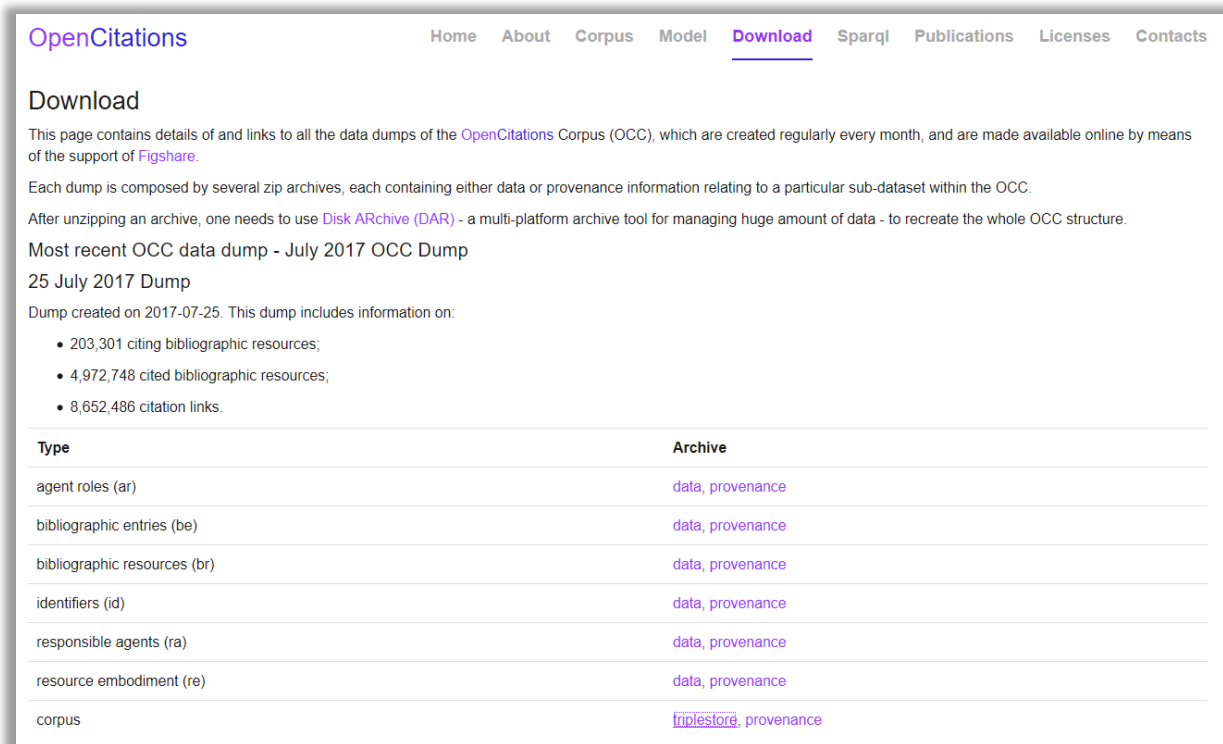 OpenCitations Home About Corpus Model Download Sparql Publications Licenses Contacts
Download
This page contains details of and links to all the data dumps of the OpenCitations Corpus (OCC), which are created regularly every month, and are made available online by means
of the support of Figshare.
Each dump is composed by several zip archives, each containing either data or provenance information relating to a particular sub-dataset within the OCC.
After unzipping an archive, one needs to use Disk ARchive (DAR) - a multi-platform archive tool for managing huge amount of data - to recreate the whole OCC structure.
Most recent OCC data dump - July 2017 OCC Dump
25 July 2017 Dump
Dump created on 2017-07-25. This dump includes information on:
• 203,301 citing bibliographic resources;
• 4,972,748 cited bibliographic resources;
• 8,652,486 citation links.
Type Archive
agent roles (ar) data, provenance
bibliographic entries (be) data, provenance
bibliographic resources (br) data, provenance
identifiers (id) data, provenance
responsible agents (ra) data, provenance
resource embodiment (re) data, provenance
corpus triplestore, provenance